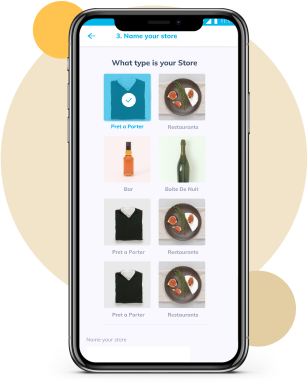 3. Name your store
What type is your Store
Pret a Porter
Restaurants
Bar
Boite De Nuit
Pret a Porter
Restaurants
Pret a Porter
Restaurants
Name your store